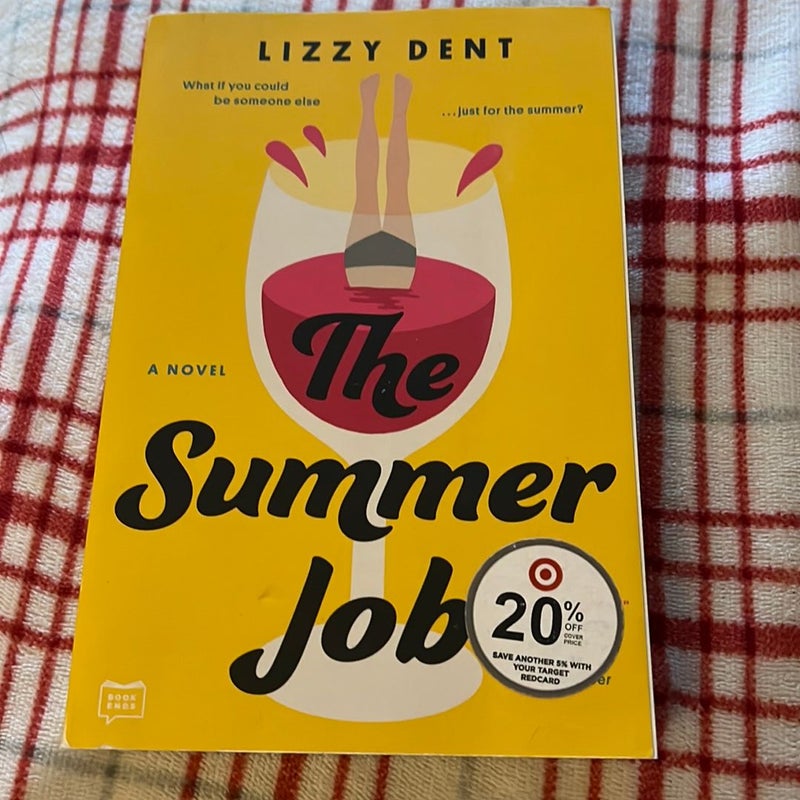 LIZZY DENT
What if you could
be someone else
...just for the summer?
The
A NOVEL
Summer
Job
20% OFF
COVER
PRICE
SAVE ANOTHER 5% WITH
YOUR TARGET
REDCARD
er
BOOK
ENDS